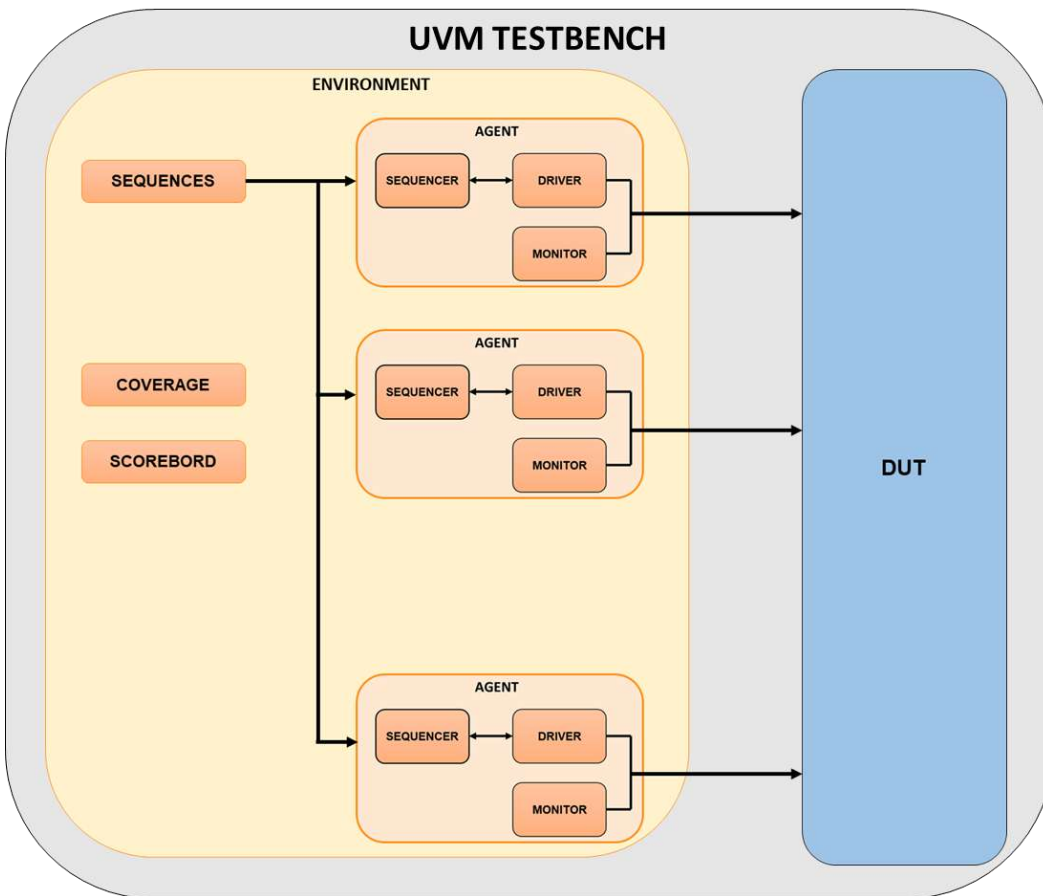 UVM TESTBENCH
ENVIRONMENT
SEQUENCES
COVERAGE
SCOREBORD
AGENT
SEQUENCER
DRIVER
MONITOR
AGENT
SEQUENCER
DRIVER
MONITOR
AGENT
SEQUENCER
DRIVER
MONITOR
DUT